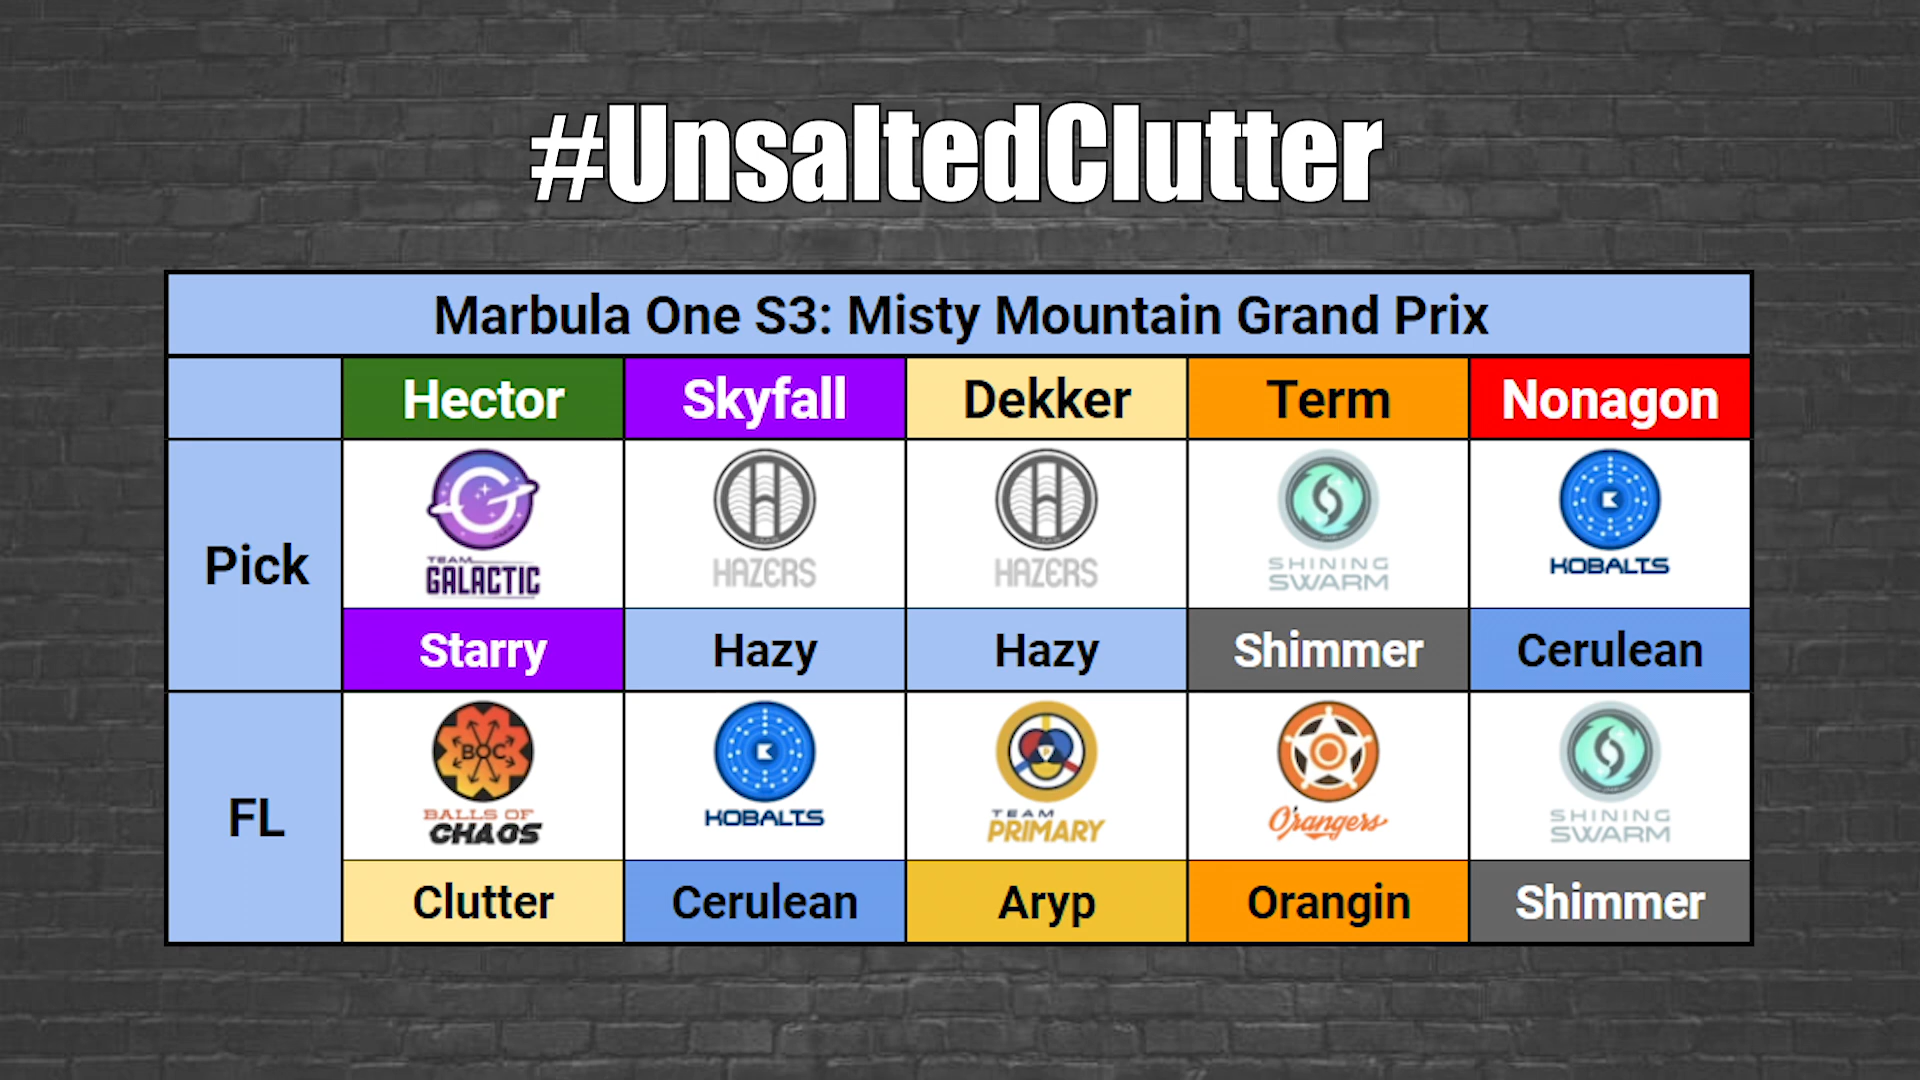 #UnsaltedClutter
Marbula One S3: Misty Mountain Grand Prix
Hector Skyfall Dekker Term Nonagon
Pick
TEAM GALACTIC
HAZERS
HAZERS
SHINING SWARM
K
KOBALTS
Starry Hazy Hazy Shimmer Cerulean
FL
BOC
BALLS OF CHAOS
K
KOBALTS
P
TEAM PRIMARY
O'rangers
SHINING SWARM
Clutter Cerulean Aryp Orangin Shimmer